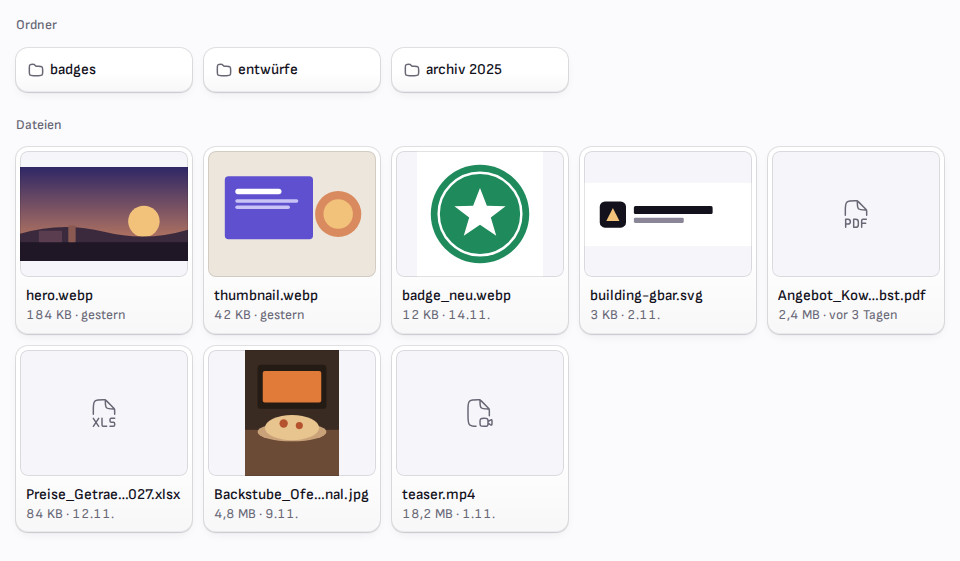 Ordner
badges
entwürfe
archiv 2025
Dateien
hero.webp
184 KB · gestern
thumbnail.webp
42 KB · gestern
badge_neu.webp
12 KB · 14.11.
building-gbar.svg
3 KB · 2.11.
PDF
Angebot_Kow...bst.pdf
2,4 MB · vor 3 Tagen
XLS
Preise_Getrae...027.xlsx
84 KB · 12.11.
Backstube_Ofe...nal.jpg
4,8 MB · 9.11.
teaser.mp4
18,2 MB · 1.11.